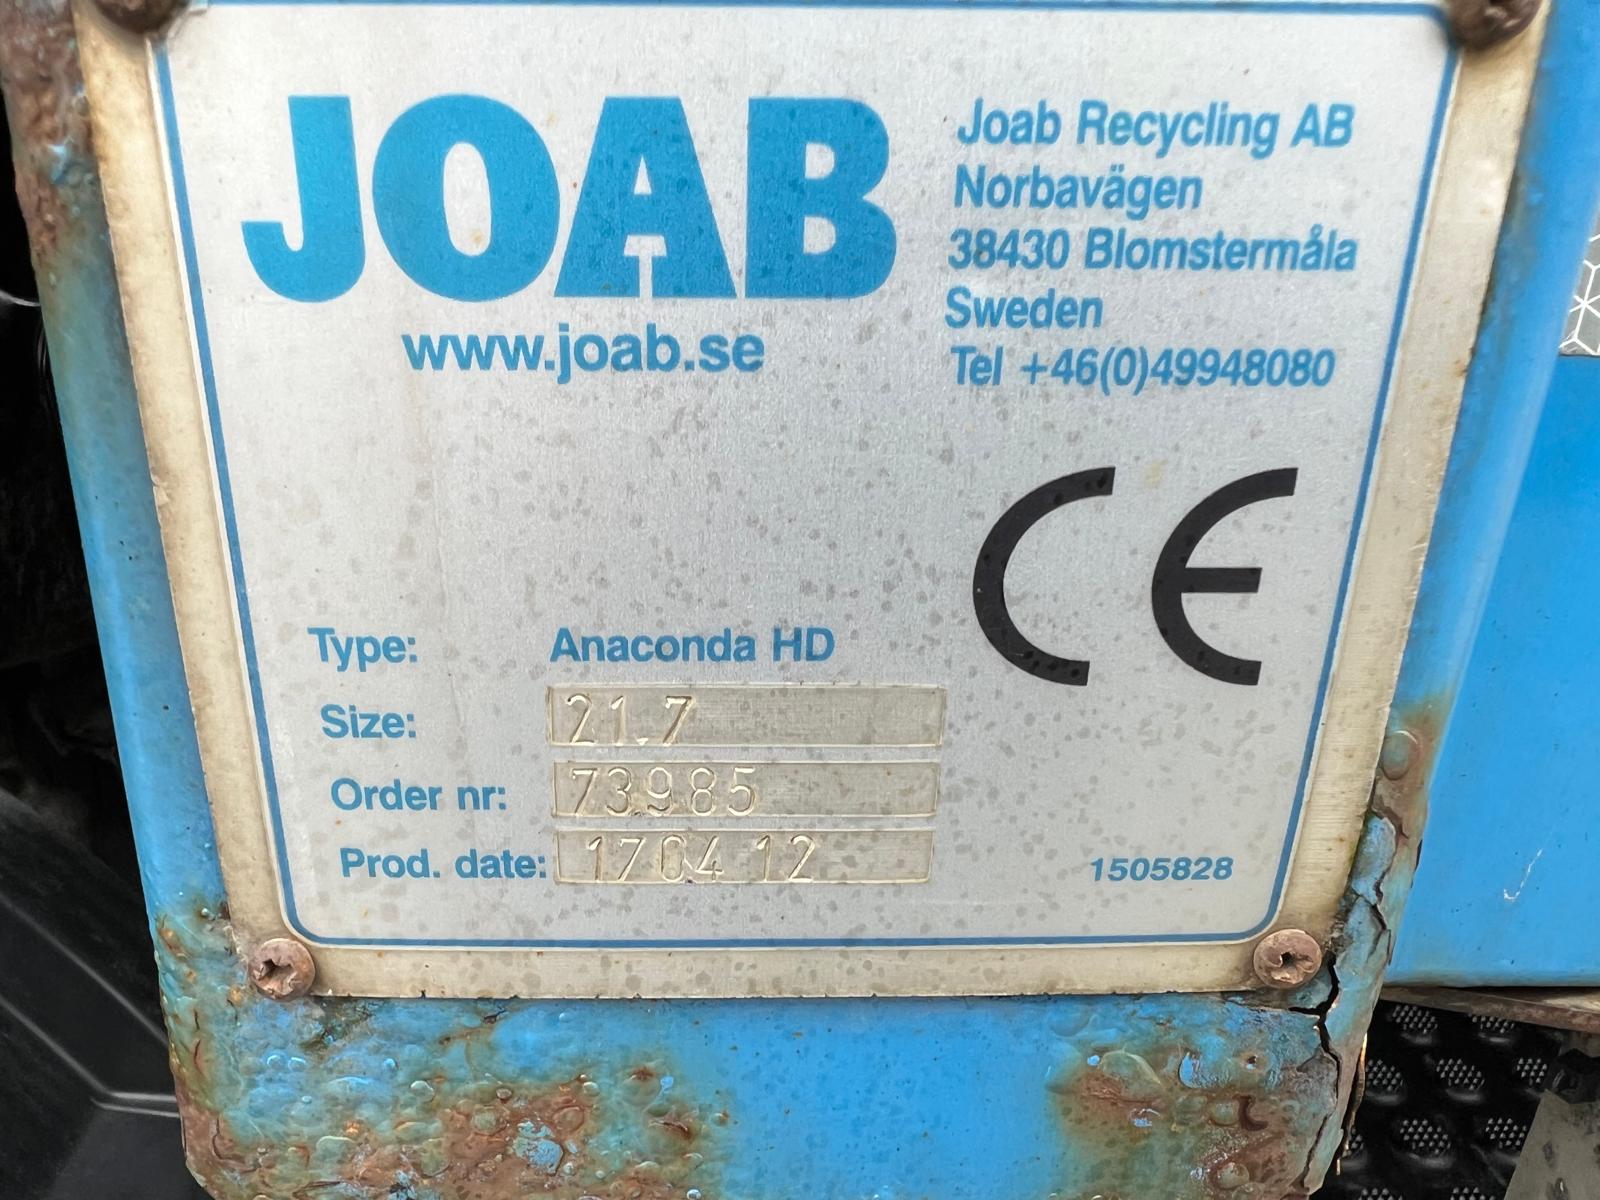 JOAB
www.joab.se
Joab Recycling AB
Norbavägen
38430 Blomstermåla
Sweden
Tel +46(0)49948080
CE
Type: Anaconda HD
Size: 21.7
Order nr: 73985
Prod. date: 170412
1505828